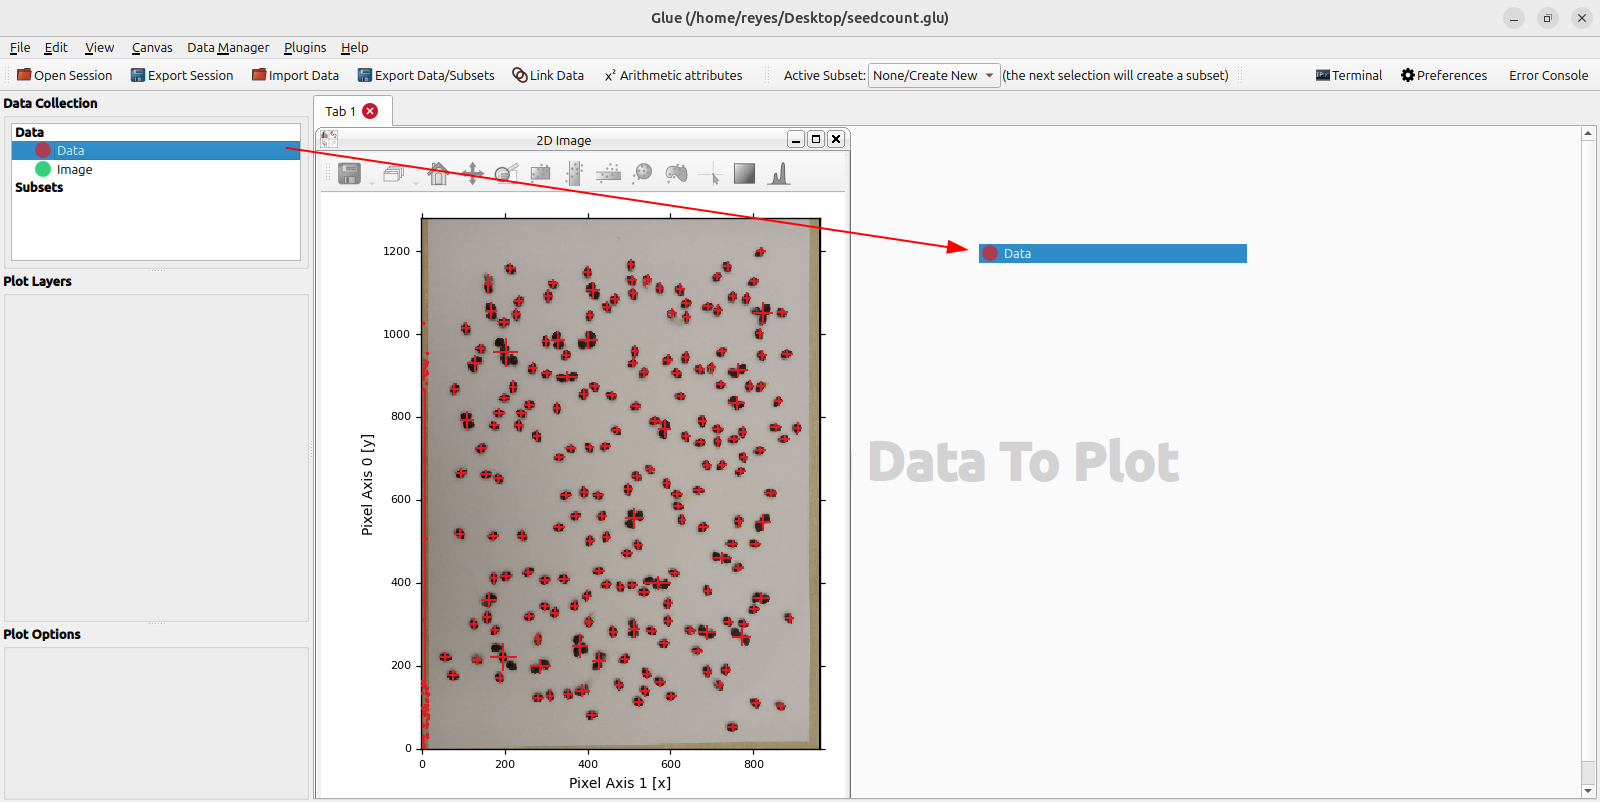 Glue (/home/reyes/Desktop/seedcount.glu)
File Edit View Canvas Data Manager Plugins Help
Open Session Export Session Import Data Export Data/Subsets Link Data x² Arithmetic attributes Active Subset: None/Create New (the next selection will create a subset) Terminal Preferences Error Console
Data Collection
Data
Data
Image
Subsets
Plot Layers
Plot Options
Tab 1
2D Image
1200
1000
800
600
400
200
0
Pixel Axis 0 [y]
0 200 400 600 800
Pixel Axis 1 [x]
Data
Data To Plot